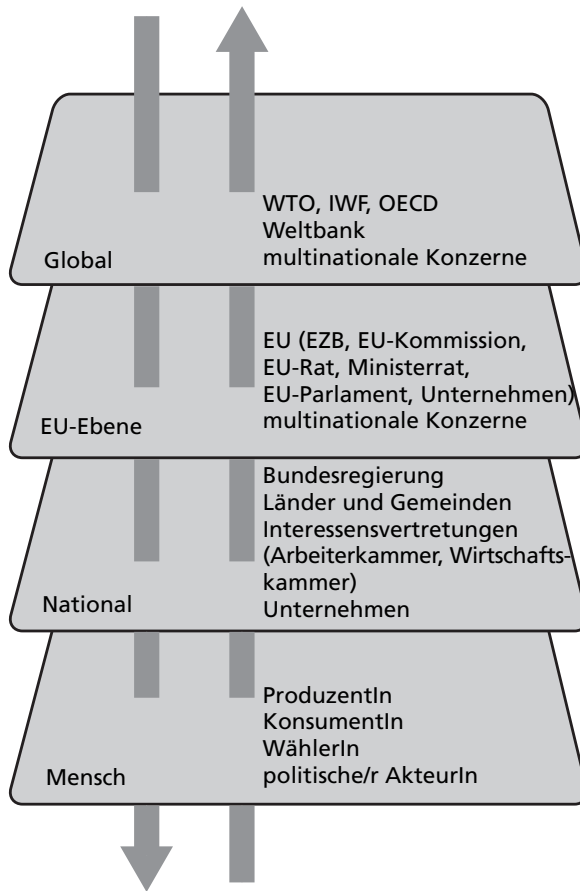 WTO, IWF, OECD
Weltbank
multinationale Konzerne
Global
EU (EZB, EU-Kommission,
EU-Rat, Ministerrat,
EU-Parlament, Unternehmen)
multinationale Konzerne
EU-Ebene
Bundesregierung
Länder und Gemeinden
Interessensvertretungen
(Arbeiterkammer, Wirtschafts-
kammer)
Unternehmen
National
ProduzentIn
KonsumentIn
WählerIn
politische/r AkteurIn
Mensch